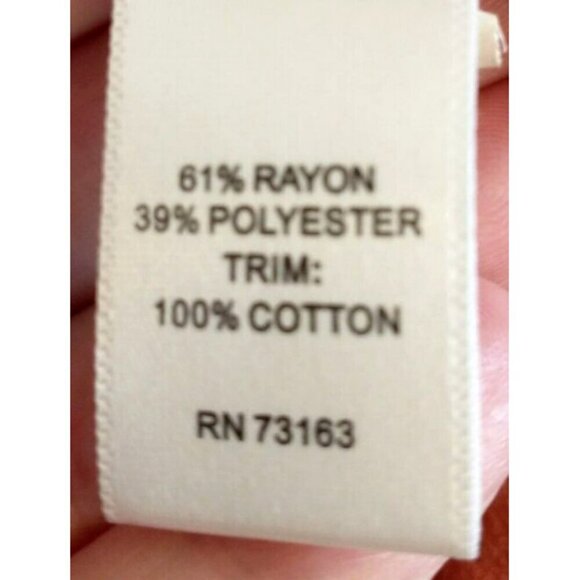 61% RAYON
39% POLYESTER
TRIM:
100% COTTON
RN 73163